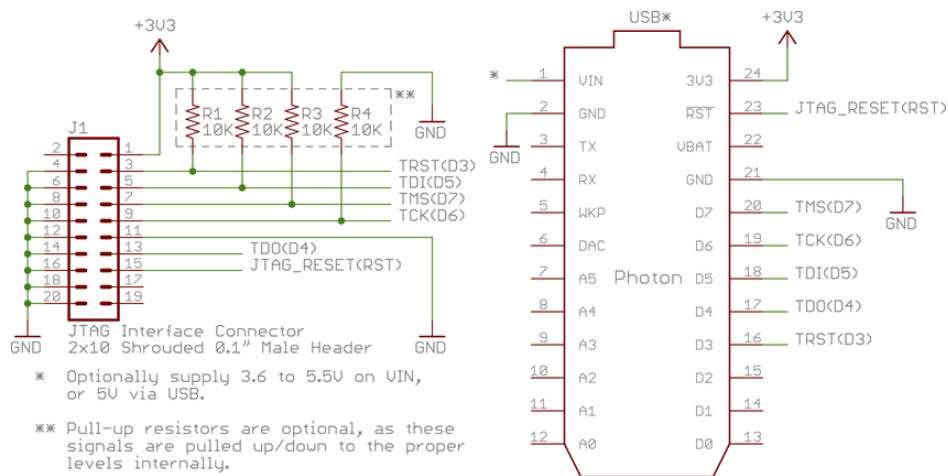 +3V3
**
R1 R2 R3 R4
10K 10K 10K 10K
GND
J1
2 1
4 3 TRST(D3)
6 5 TDI(D5)
8 7 TMS(D7)
10 9 TCK(D6)
12 11
14 13 TDO(D4)
16 15 JTAG_RESET(RST)
18 17
20 19
GND
GND
JTAG Interface Connector
2x10 Shrouded 0.1" Male Header
* Optionally supply 3.6 to 5.5V on VIN,
or 5V via USB.
** Pull-up resistors are optional, as these
signals are pulled up/down to the proper
levels internally.
USB*
+3V3
* 1 VIN 3V3 24
2 GND RST 23 JTAG_RESET(RST)
GND
3 TX VBAT 22
4 RX GND 21
GND
5 WKP D7 20 TMS(D7)
6 DAC D6 19 TCK(D6)
7 A5 Photon D5 18 TDI(D5)
8 A4 D4 17 TDO(D4)
9 A3 D3 16 TRST(D3)
10 A2 D2 15
11 A1 D1 14
12 A0 D0 13